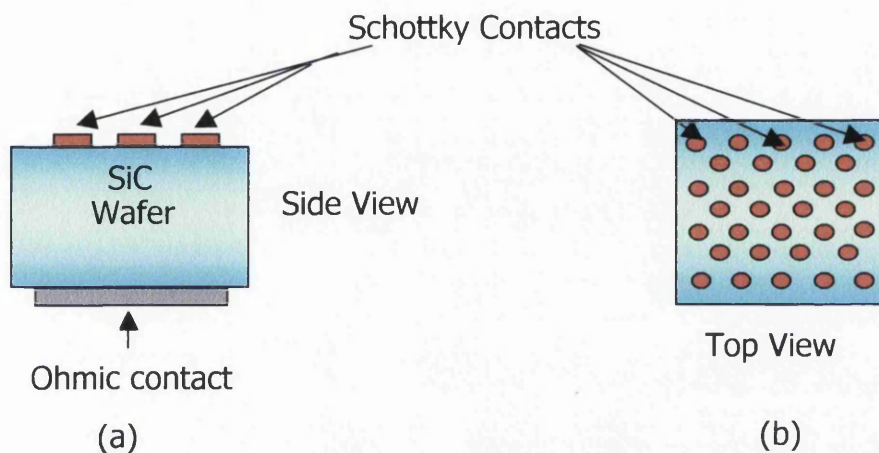 Schottky Contacts
SiC
Wafer
Side View
Ohmic contact
(a)
Top View
(b)